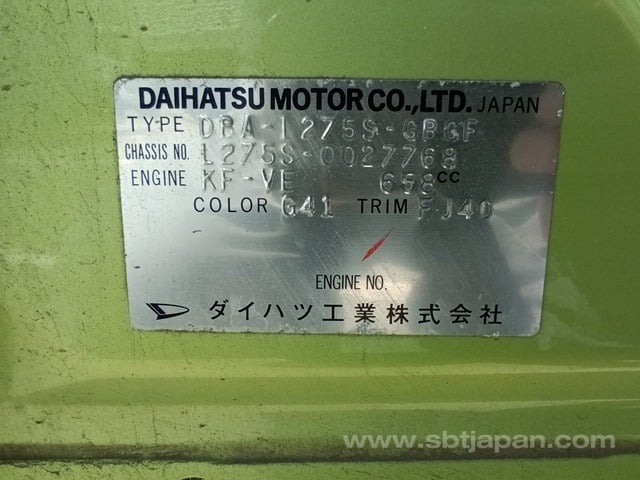 DAIHATSU MOTOR CO.,LTD. JAPAN
TYPE DBA-L275S-GBGF
CHASSIS NO. L275S-0027768
ENGINE KF-VE 658CC
COLOR G41 TRIM FJ40
ENGINE NO.
ダイハツ工業株式会社
www.sbtjapan.com